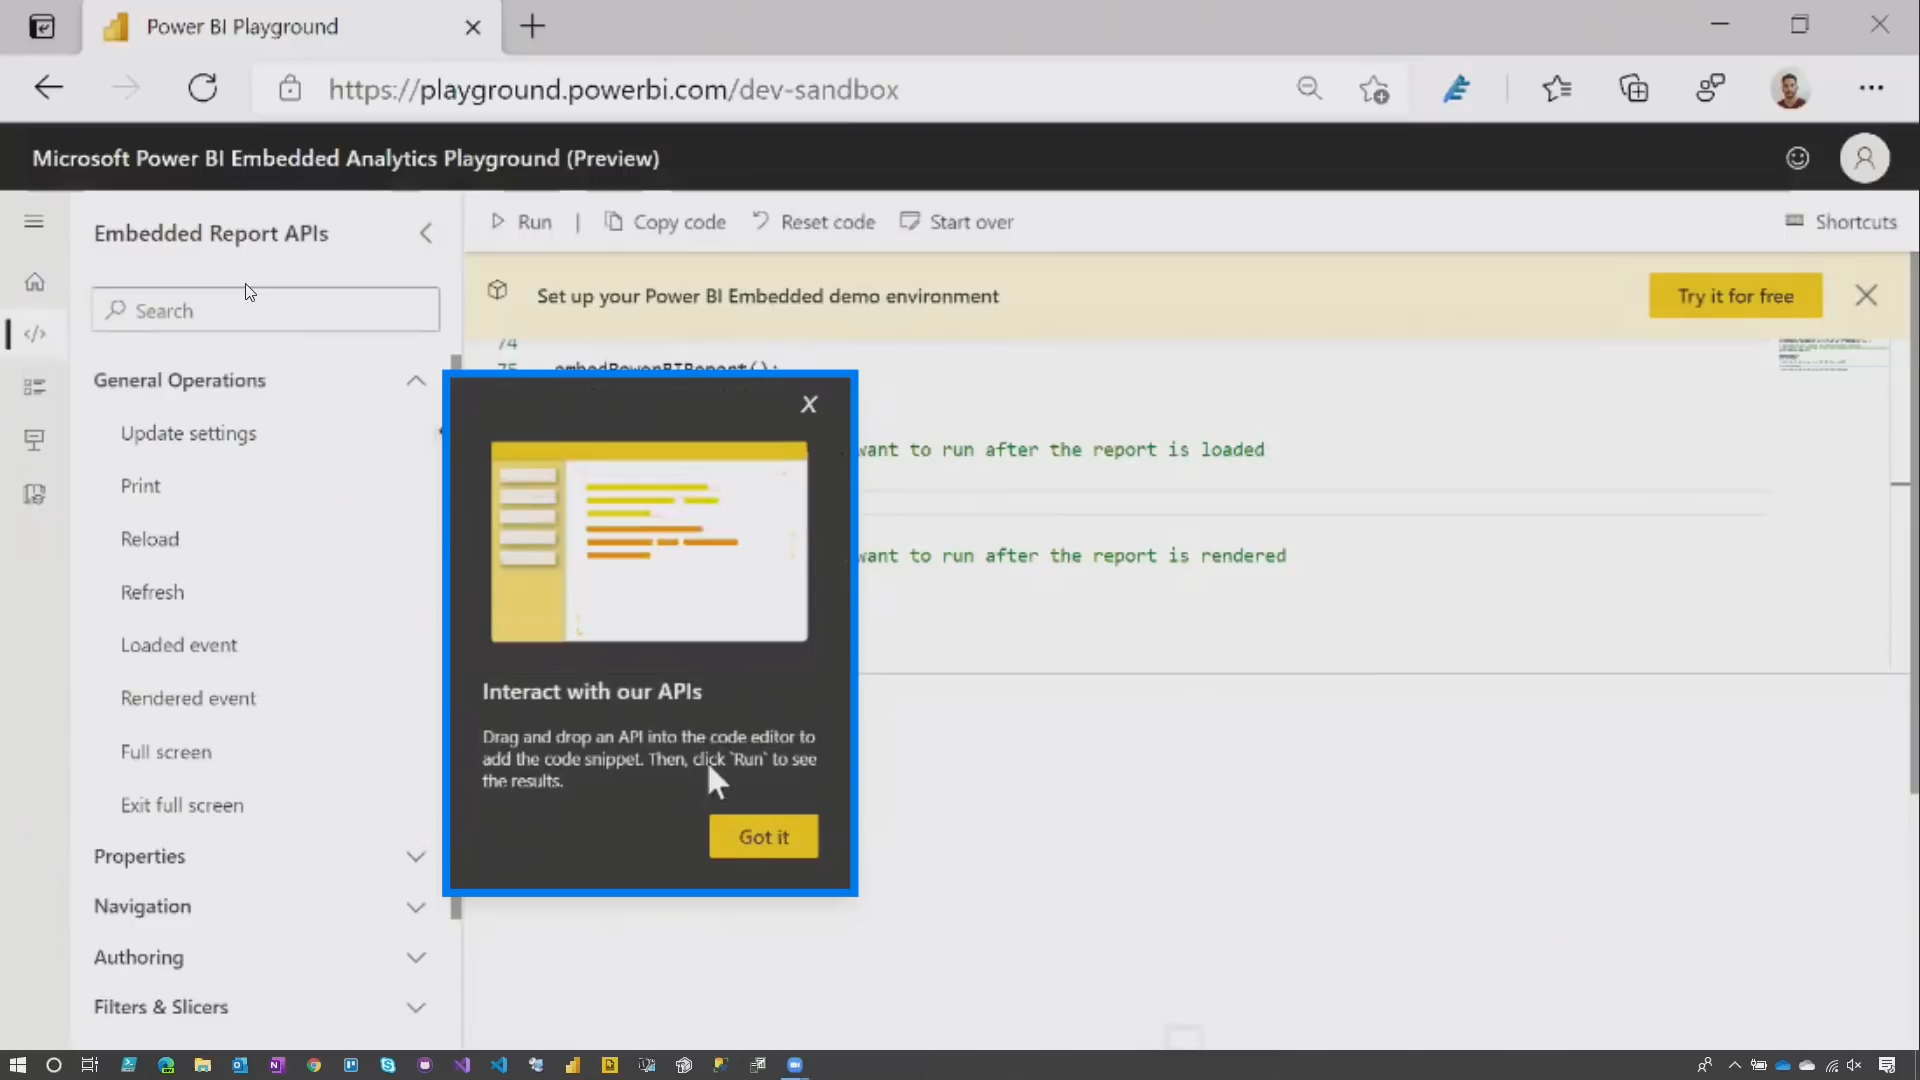 Power BI Playground
https://playground.powerbi.com/dev-sandbox
Microsoft Power BI Embedded Analytics Playground (Preview)
Embedded Report APIs
Run | Copy code Reset code Start over
Shortcuts
Search
Set up your Power BI Embedded demo environment
Try it for free
General Operations
Update settings
Print
Reload
Refresh
Loaded event
Rendered event
Full screen
Exit full screen
Properties
Navigation
Authoring
Filters & Slicers
74
75 embedPowerBIReport();
want to run after the report is loaded
want to run after the report is rendered
X
Interact with our APIs
Drag and drop an API into the code editor to
add the code snippet. Then, click `Run` to see
the results.
Got it